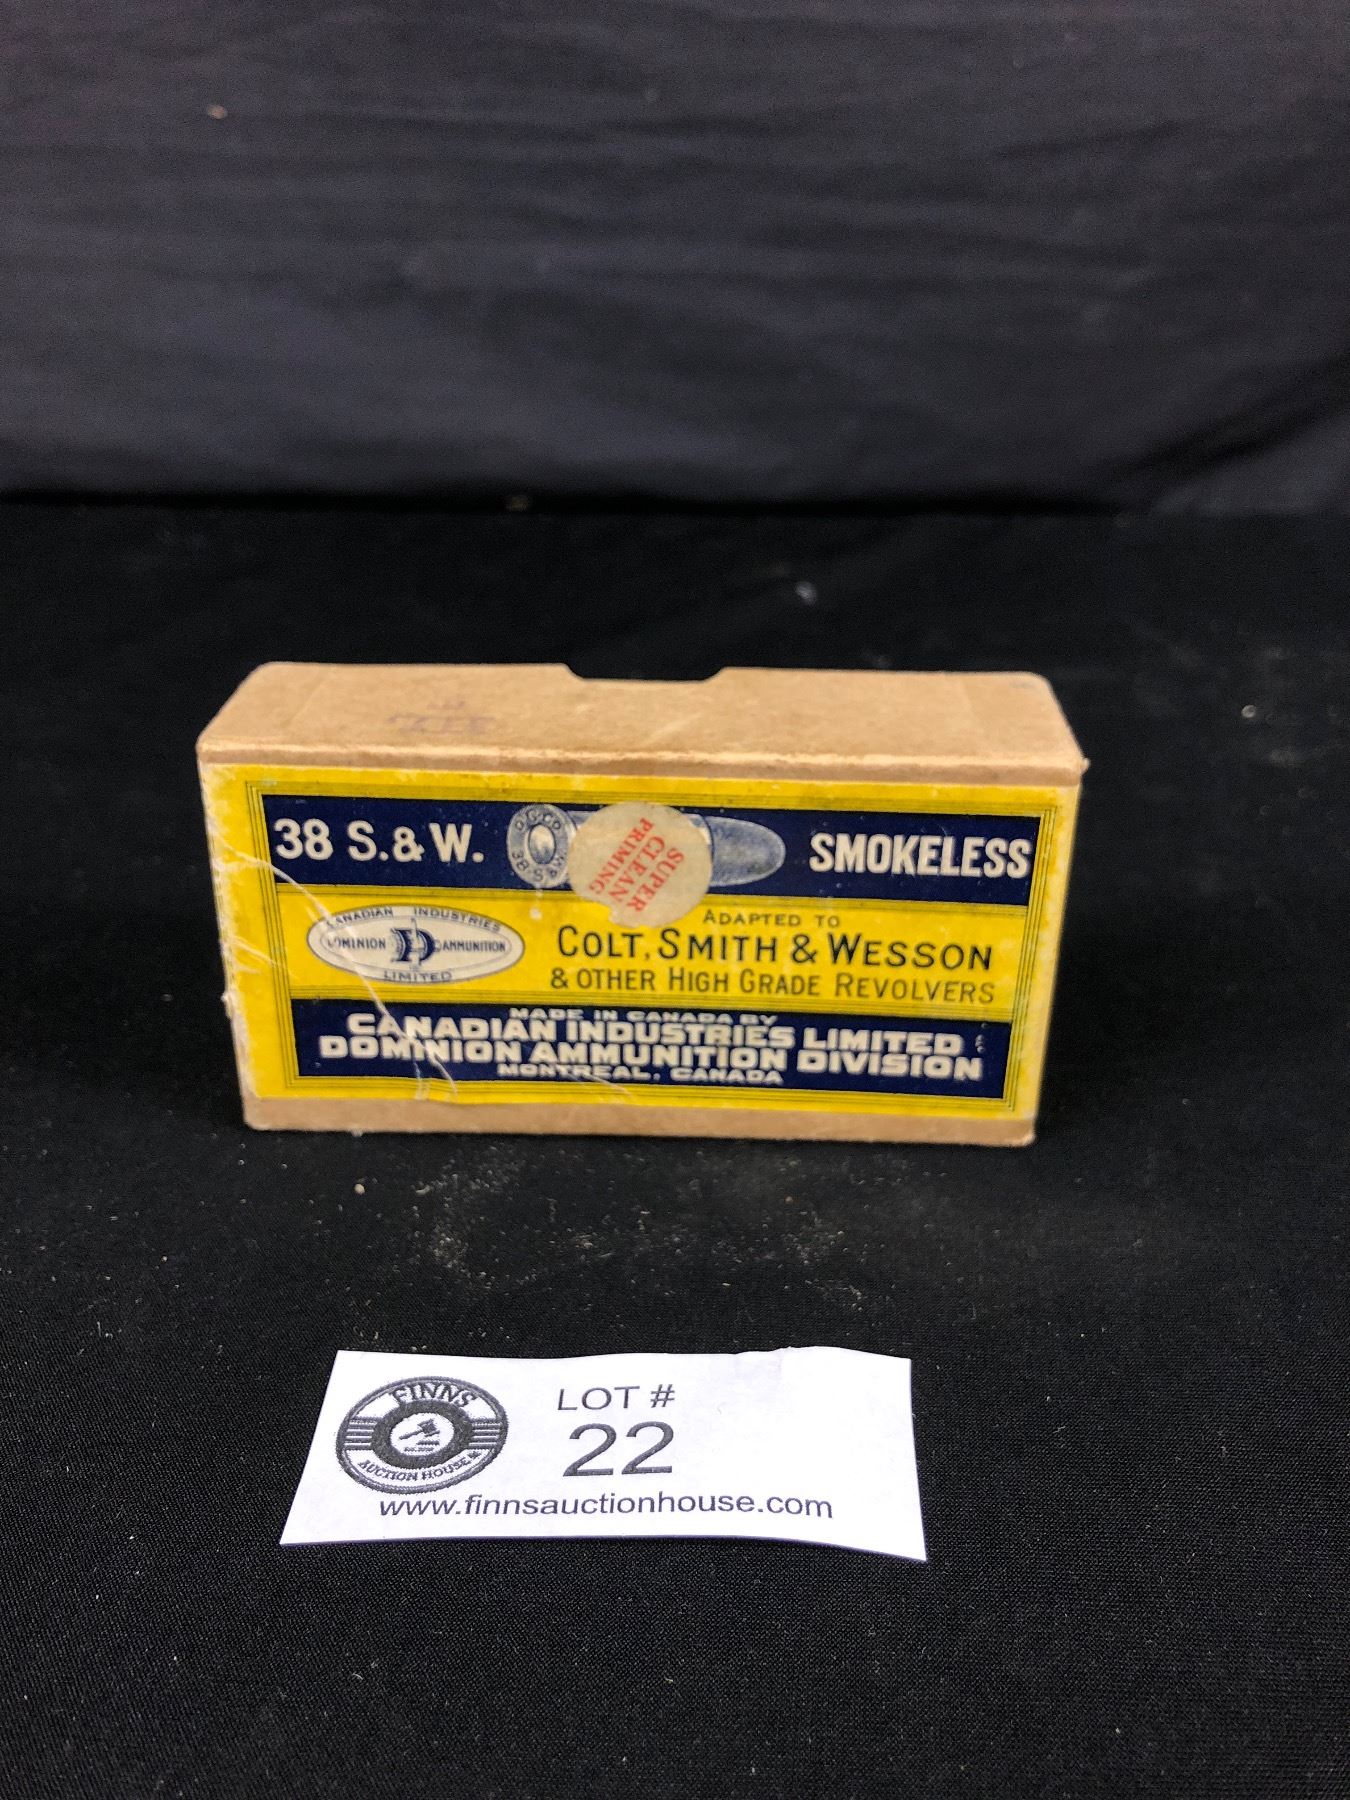 38 S. & W.
SMOKELESS
38 S&W
SUPER
CLEAN
PRIMING
CANADIAN INDUSTRIES
DOMINION D AMMUNITION
LIMITED
ADAPTED TO
COLT, SMITH & WESSON
& OTHER HIGH GRADE REVOLVERS
MADE IN CANADA BY
CANADIAN INDUSTRIES LIMITED
DOMINION AMMUNITION DIVISION
MONTREAL, CANADA
FINNS
AUCTION HOUSE
LOT #
22
www.finnsauctionhouse.com